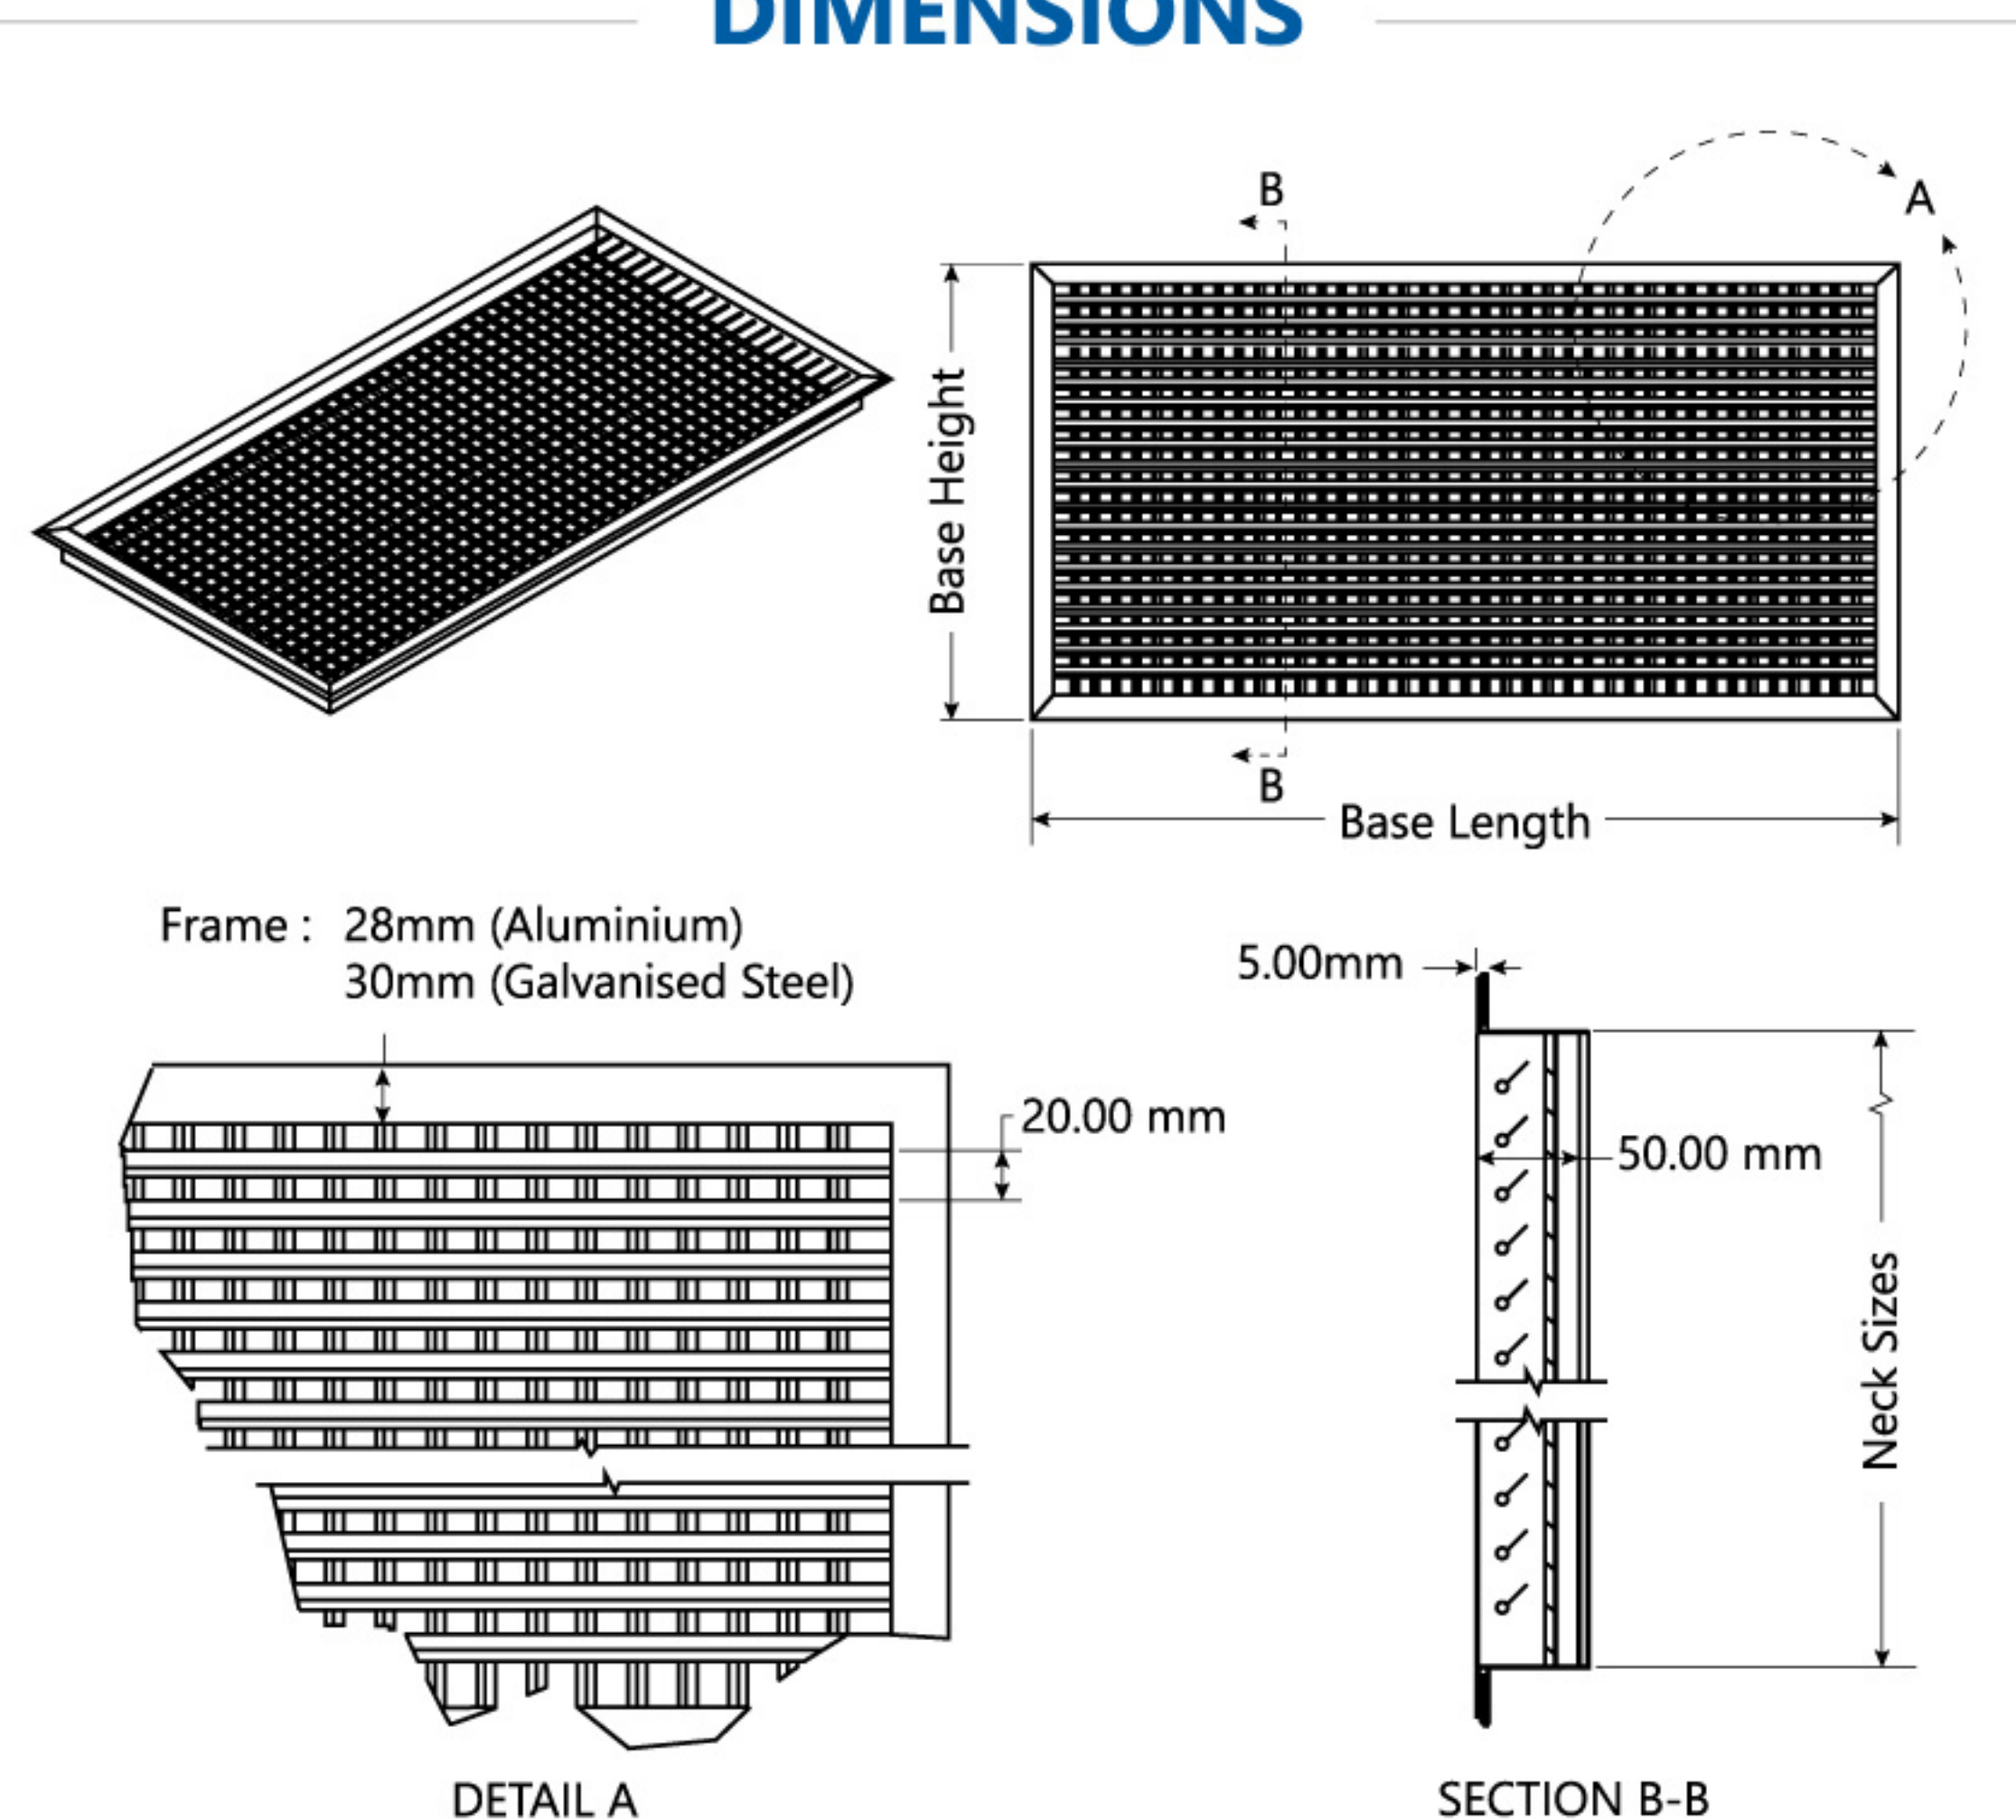 DIMENSIONS
B
A
Base Height
B
Base Length
Frame : 28mm (Aluminium)
30mm (Galvanised Steel)
5.00mm
20.00 mm
50.00 mm
Neck Sizes
DETAIL A
SECTION B-B